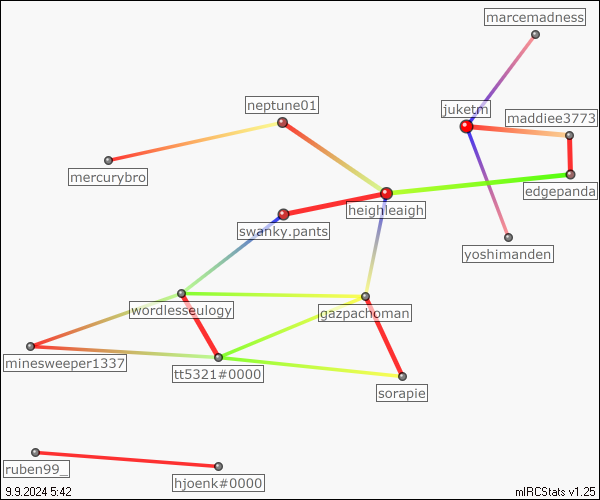 marcemadness
neptune01
juketrn
maddiee3773
mercurybro
edgepanda
heighleaigh
swanky.pants
yoshimanden
wordlesseulogy
gazpachoman
minesweeper1337
tt5321#0000
sorapie
ruben99_
hjoenk#0000
9.9.2024 5:42
mIRCStats v1.25